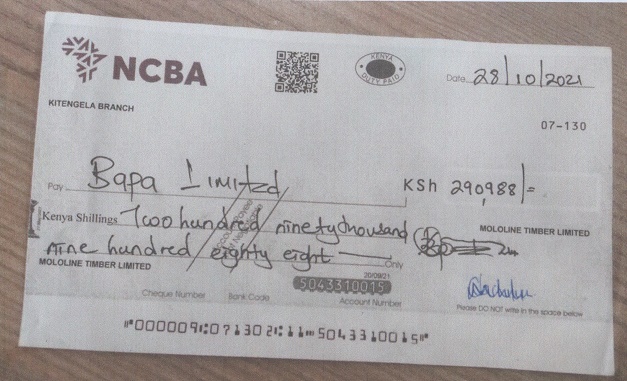 NCBA
KENYA
DUTY PAID
Date 28/10/2021
KITENGELA BRANCH
07-130
Pay Bapa Limited
KSh 290,988/=
Kenya Shillings Two hundred ninety thousand
MOLOLINE TIMBER LIMITED
nine hundred eighty eight Only
MOLOLINE TIMBER LIMITED
20/09/21
5043310015
Cheque Number Bank Code Account Number
Please DO NOT write in the space below
⑈000009⑆071302⑆11⑉5043310015⑈